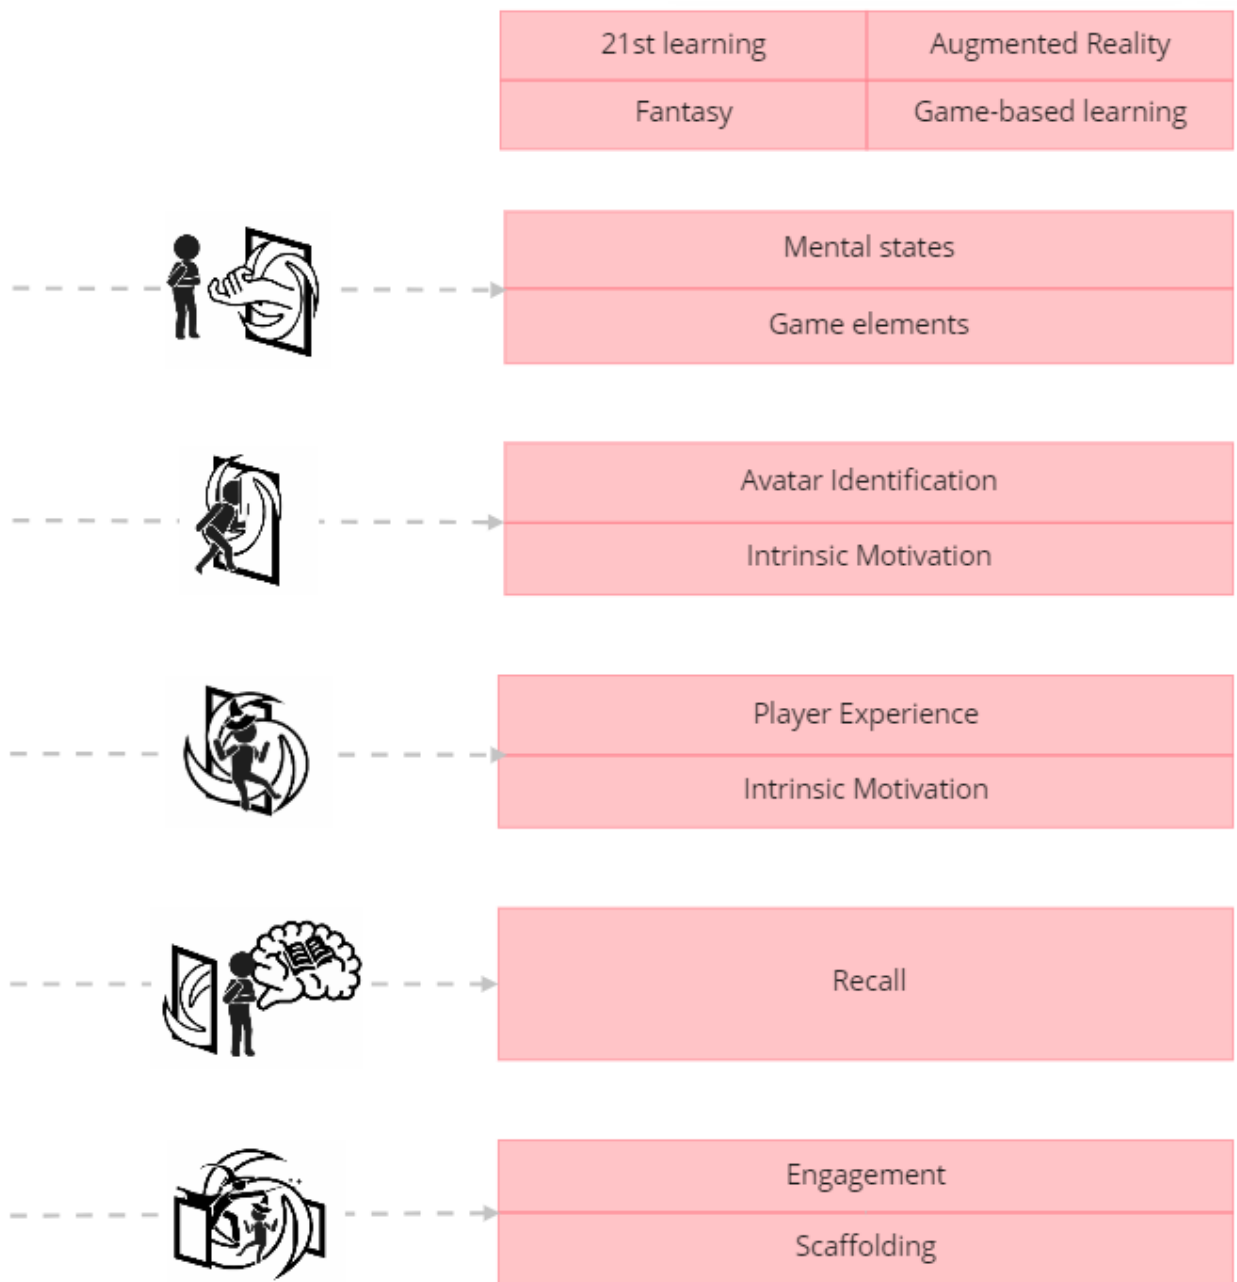 21st learning
Augmented Reality
Fantasy
Game-based learning
Mental states
Game elements
Avatar Identification
Intrinsic Motivation
Player Experience
Intrinsic Motivation
Recall
Engagement
Scaffolding